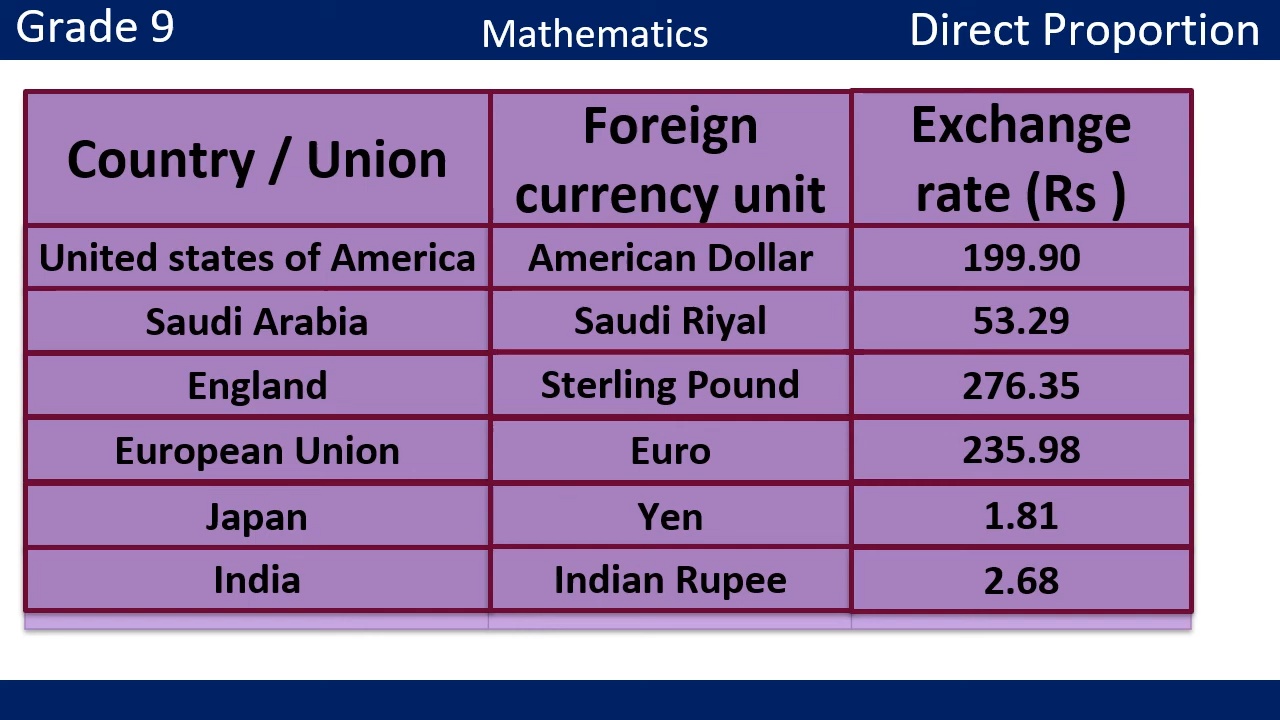 Grade 9 Mathematics Direct Proportion
Country / Union
Foreign
currency unit
Exchange
rate (Rs )
United states of America American Dollar 199.90
Saudi Arabia Saudi Riyal 53.29
England Sterling Pound 276.35
European Union Euro 235.98
Japan Yen 1.81
India Indian Rupee 2.68